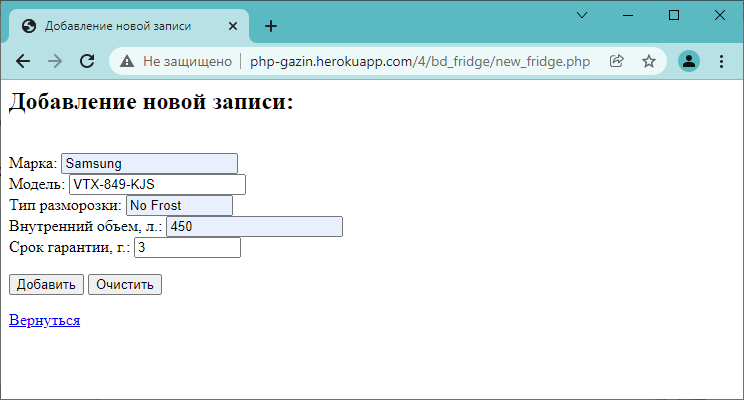 Добавление новой записи
Не защищено php-gazin.herokuapp.com/4/bd_fridge/new_fridge.php
Добавление новой записи:
Марка: Samsung
Модель: VTX-849-KJS
Тип разморозки: No Frost
Внутренний объем, л.: 450
Срок гарантии, г.: 3
Добавить Очистить
Вернуться